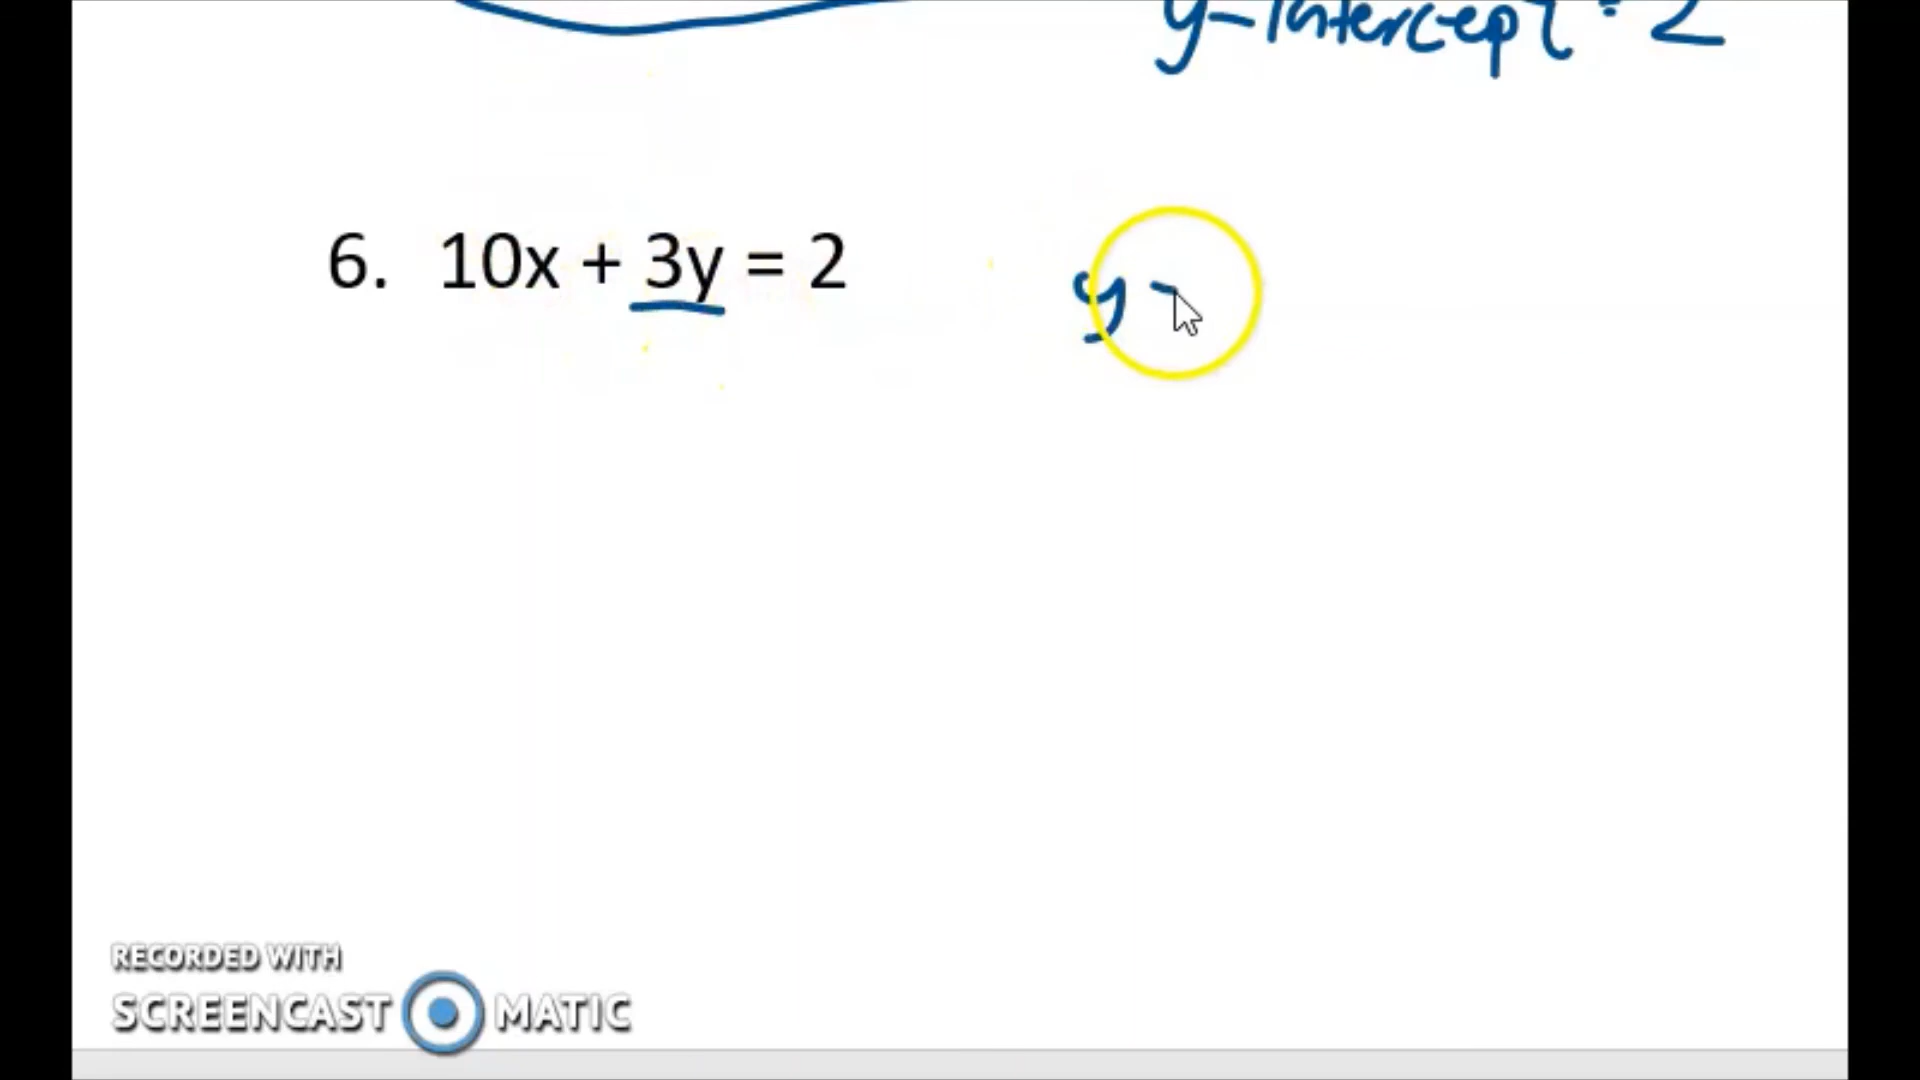 y-intercept: 2
6. 10x + 3y = 2
y -
RECORDED WITH
SCREENCAST MATIC